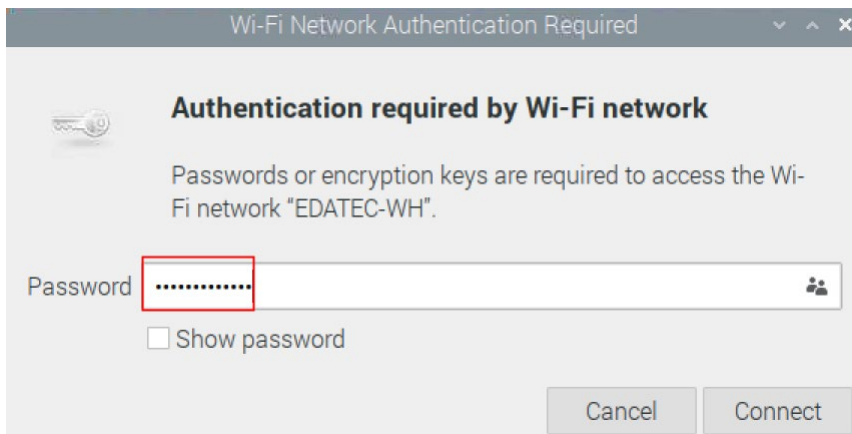 Wi-Fi Network Authentication Required
Authentication required by Wi-Fi network
Passwords or encryption keys are required to access the Wi-
Fi network “EDATEC-WH”.
Password •••••••••••••
Show password
Cancel Connect